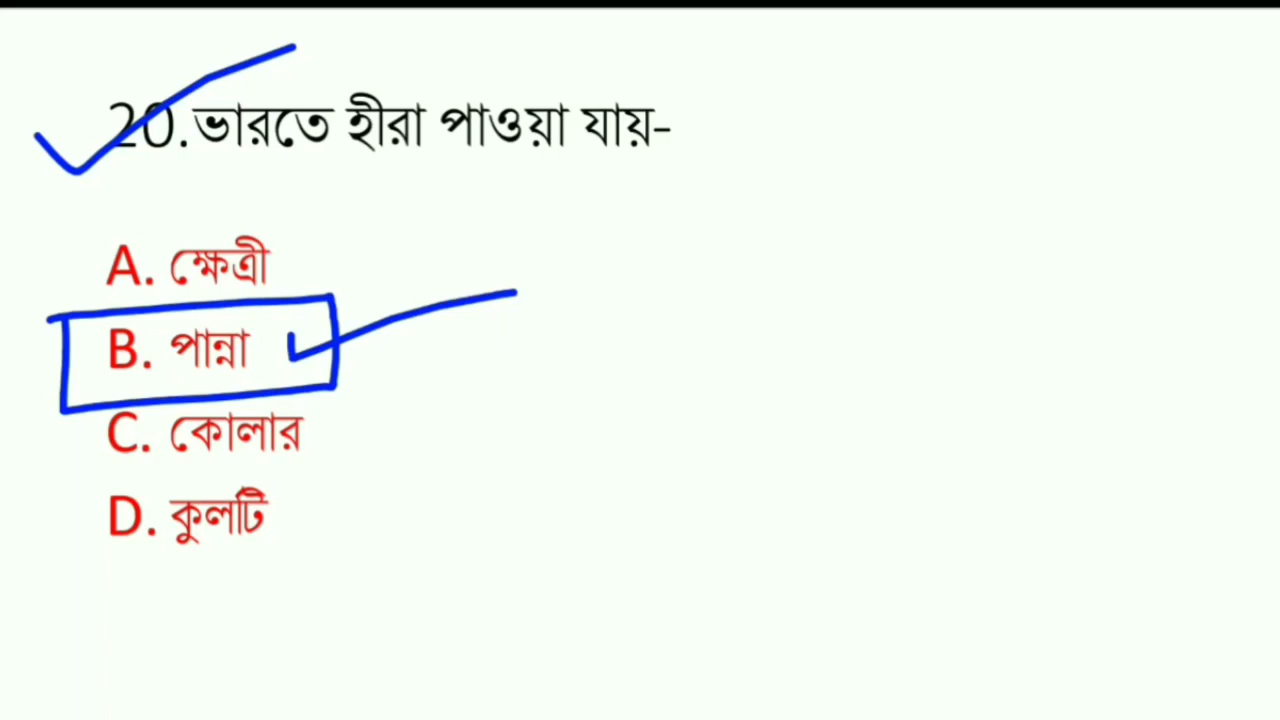 20.ভারতে হীরা পাওয়া যায়-
A. ক্ষেত্রী
B. পান্না
C. কোলার
D. কুলটি